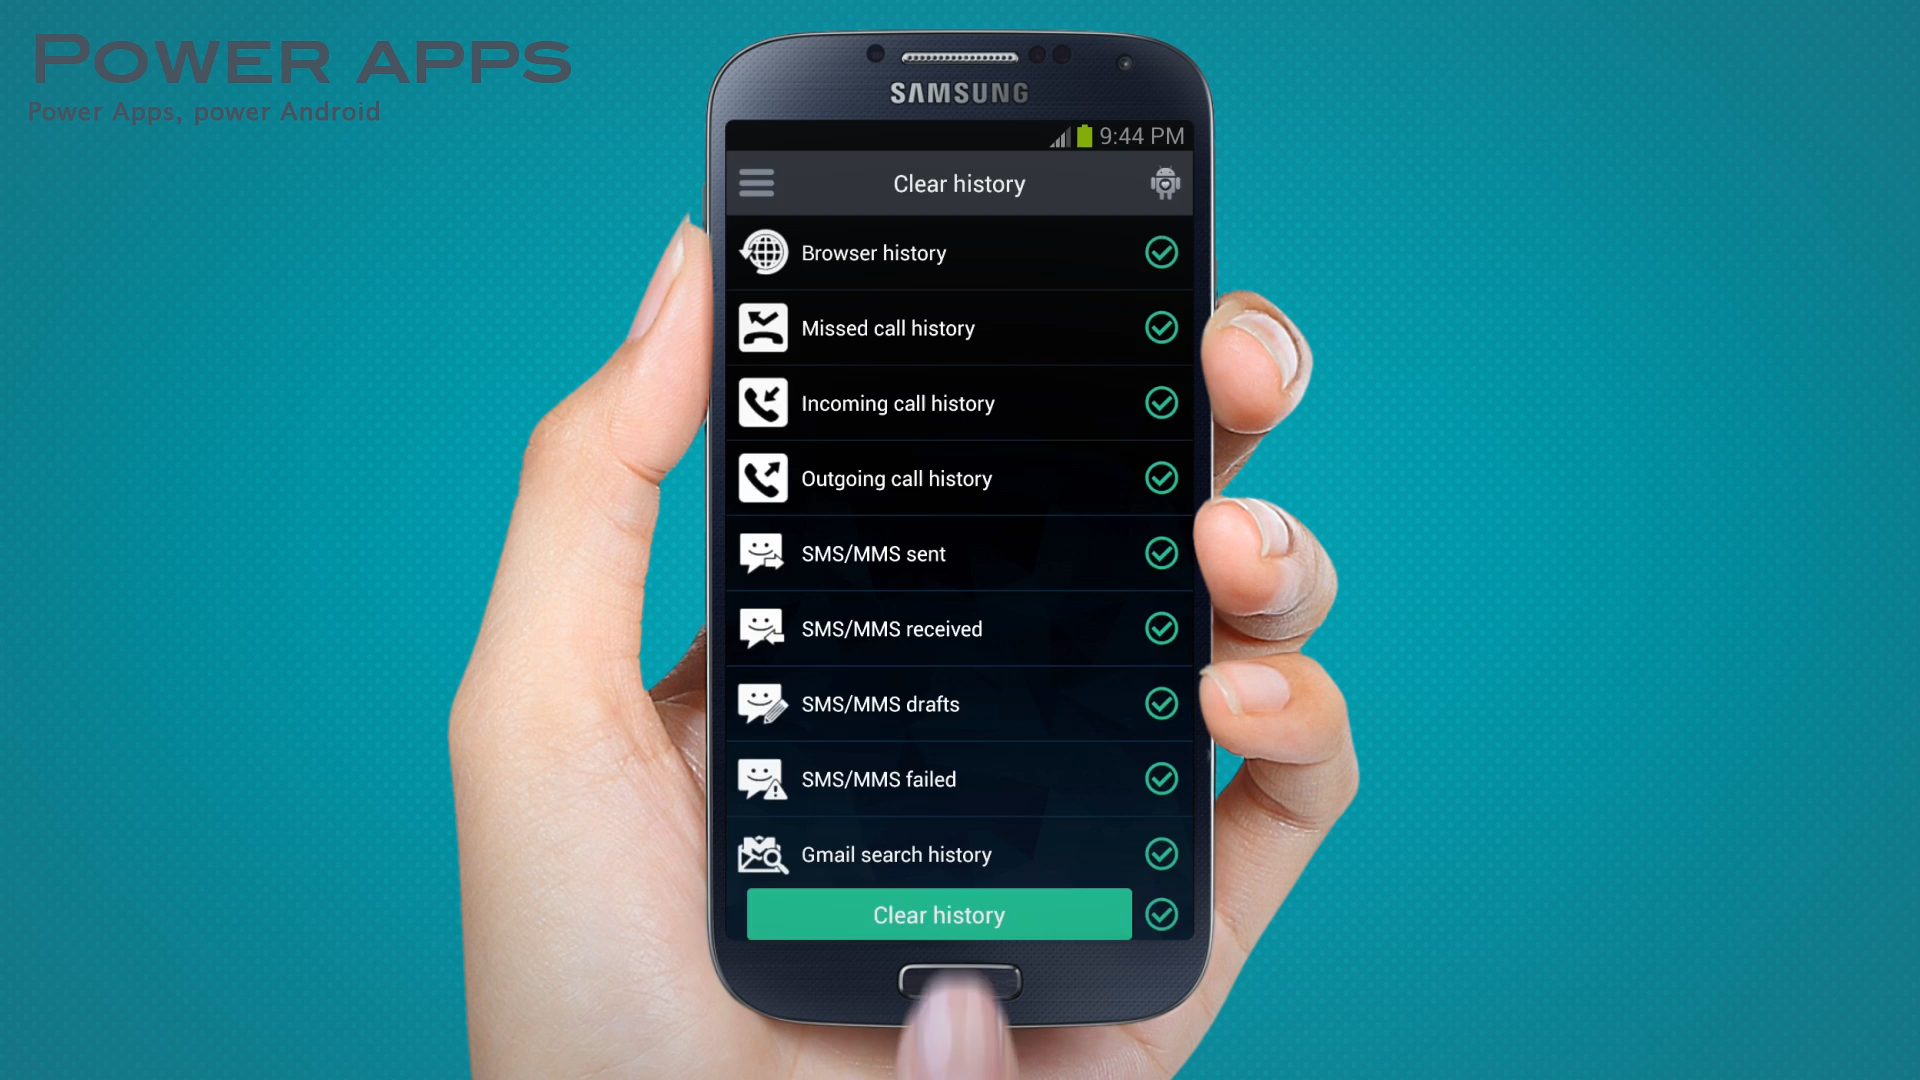 POWER APPS
Power Apps, power Android
SAMSUNG
9:44 PM
Clear history
Browser history
Missed call history
Incoming call history
Outgoing call history
SMS/MMS sent
SMS/MMS received
SMS/MMS drafts
SMS/MMS failed
Gmail search history
Clear history